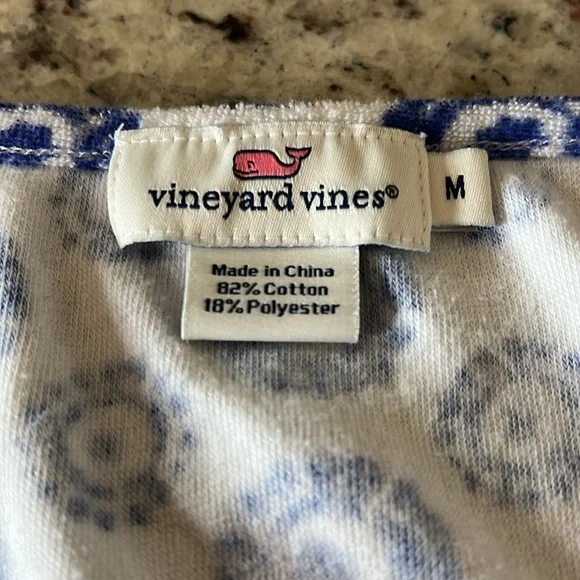 vineyard vines®
M
Made in China
82% Cotton
18% Polyester